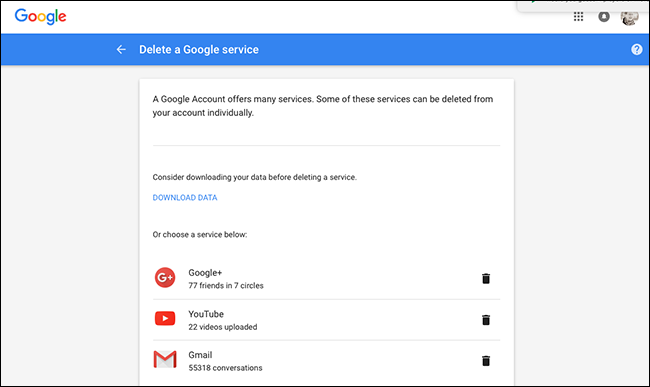 Google
Delete a Google service
A Google Account offers many services. Some of these services can be deleted from
your account individually.
Consider downloading your data before deleting a service.
DOWNLOAD DATA
Or choose a service below:
G+
Google+
77 friends in 7 circles
YouTube
22 videos uploaded
Gmail
55318 conversations